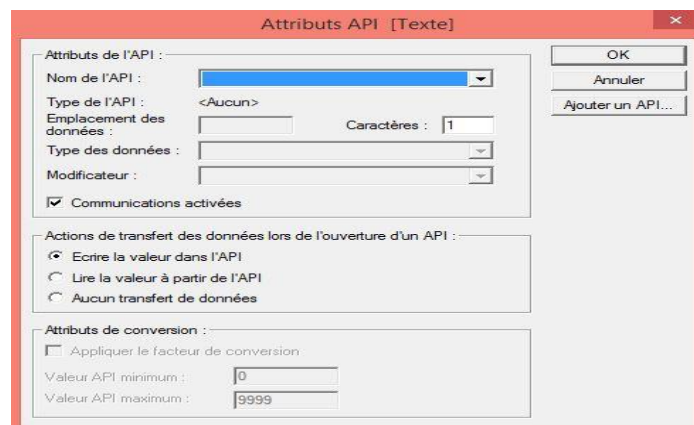 Attributs API [Texte]
Attributs de l'API :
Nom de l'API :
Type de l'API : <Aucun>
Emplacement des données :
Caractères : 1
Type des données :
Modificateur :
Communications activées
Actions de transfert des données lors de l'ouverture d'un API :
Ecrire la valeur dans l'API
Lire la valeur à partir de l'API
Aucun transfert de données
Attributs de conversion :
Appliquer le facteur de conversion
Valeur API minimum : 0
Valeur API maximum : 9999
OK
Annuler
Ajouter un API...